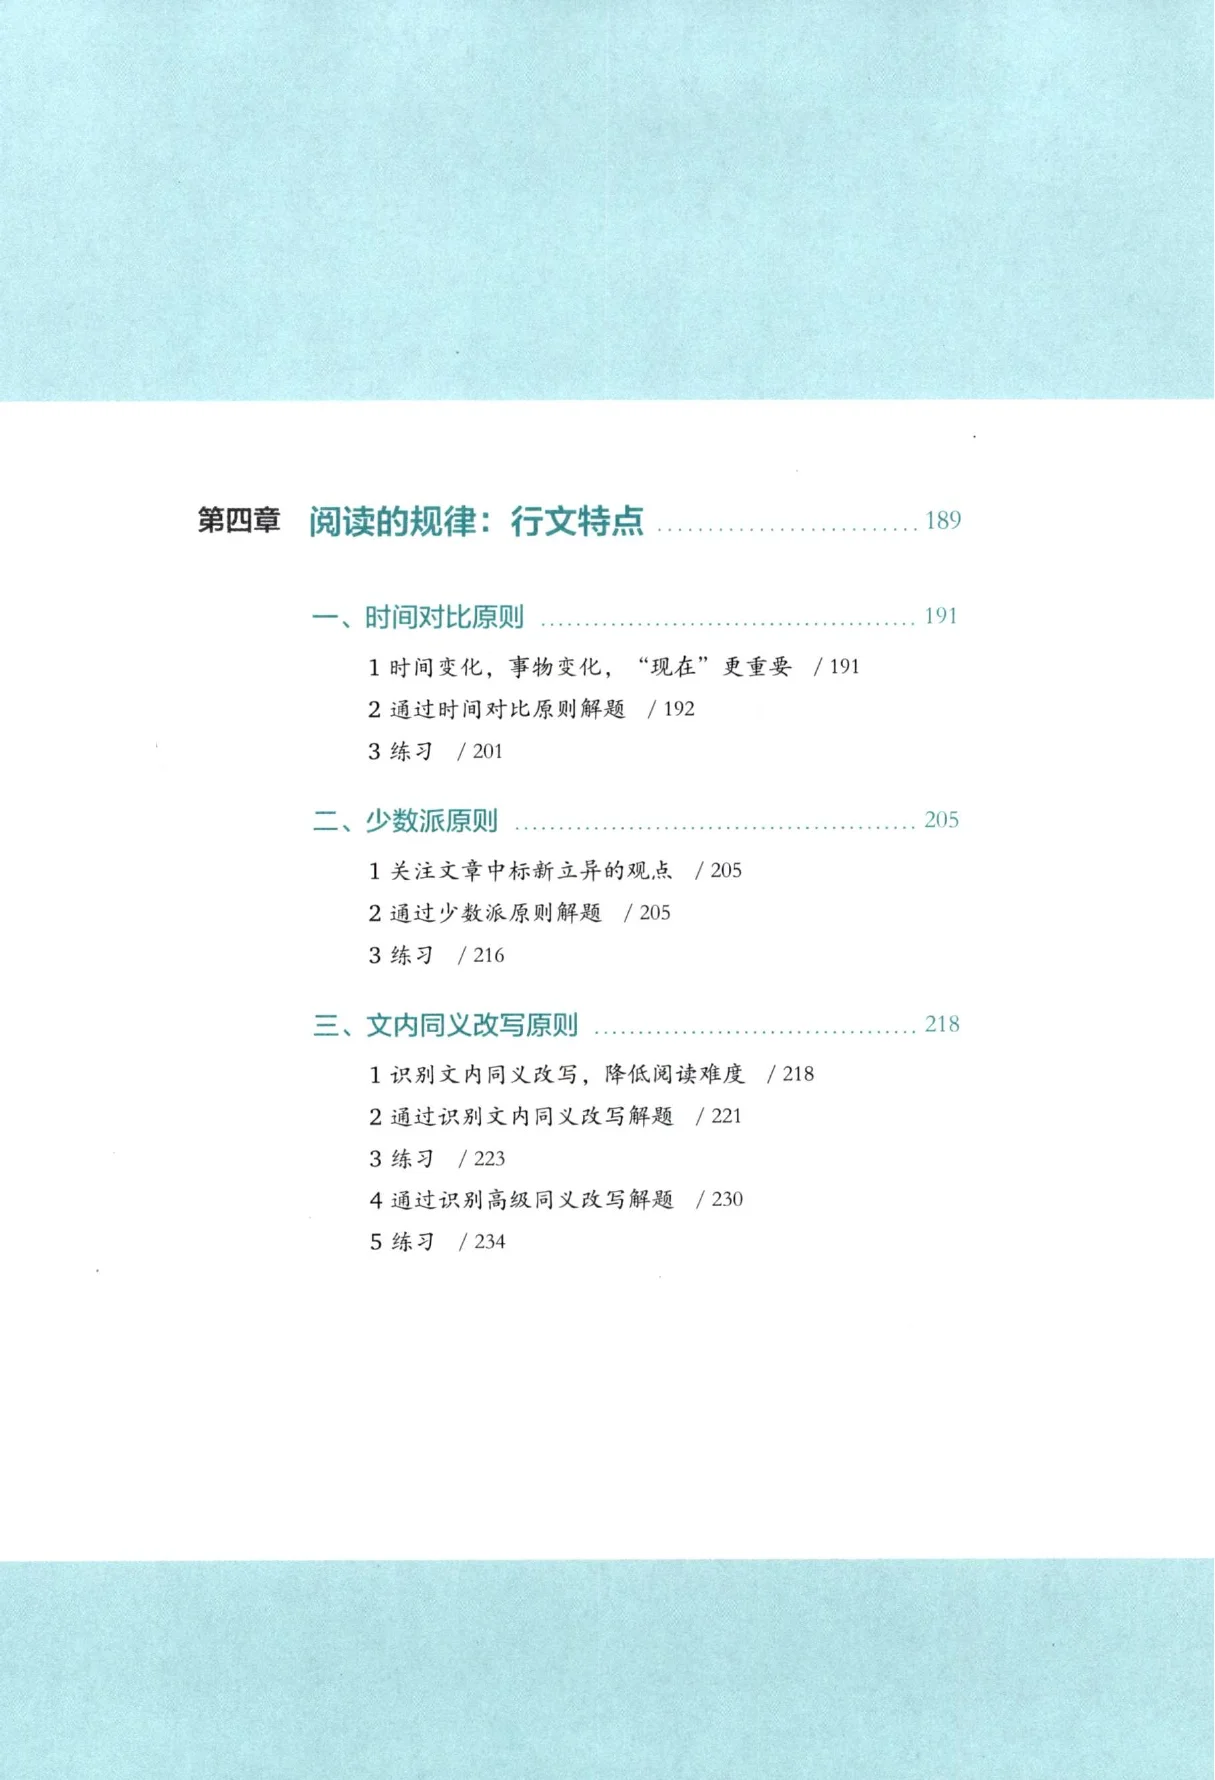 第四章 阅读的规律：行文特点 ........................ 189
一、时间对比原则 ........................ 191
1 时间变化，事物变化，“现在”更重要 / 191
2 通过时间对比原则解题 / 192
3 练习 / 201
二、少数派原则 ........................ 205
1 关注文章中标新立异的观点 / 205
2 通过少数派原则解题 / 205
3 练习 / 216
三、文内同义改写原则 ........................ 218
1 识别文内同义改写，降低阅读难度 / 218
2 通过识别文内同义改写解题 / 221
3 练习 / 223
4 通过识别高级同义改写解题 / 230
5 练习 / 234